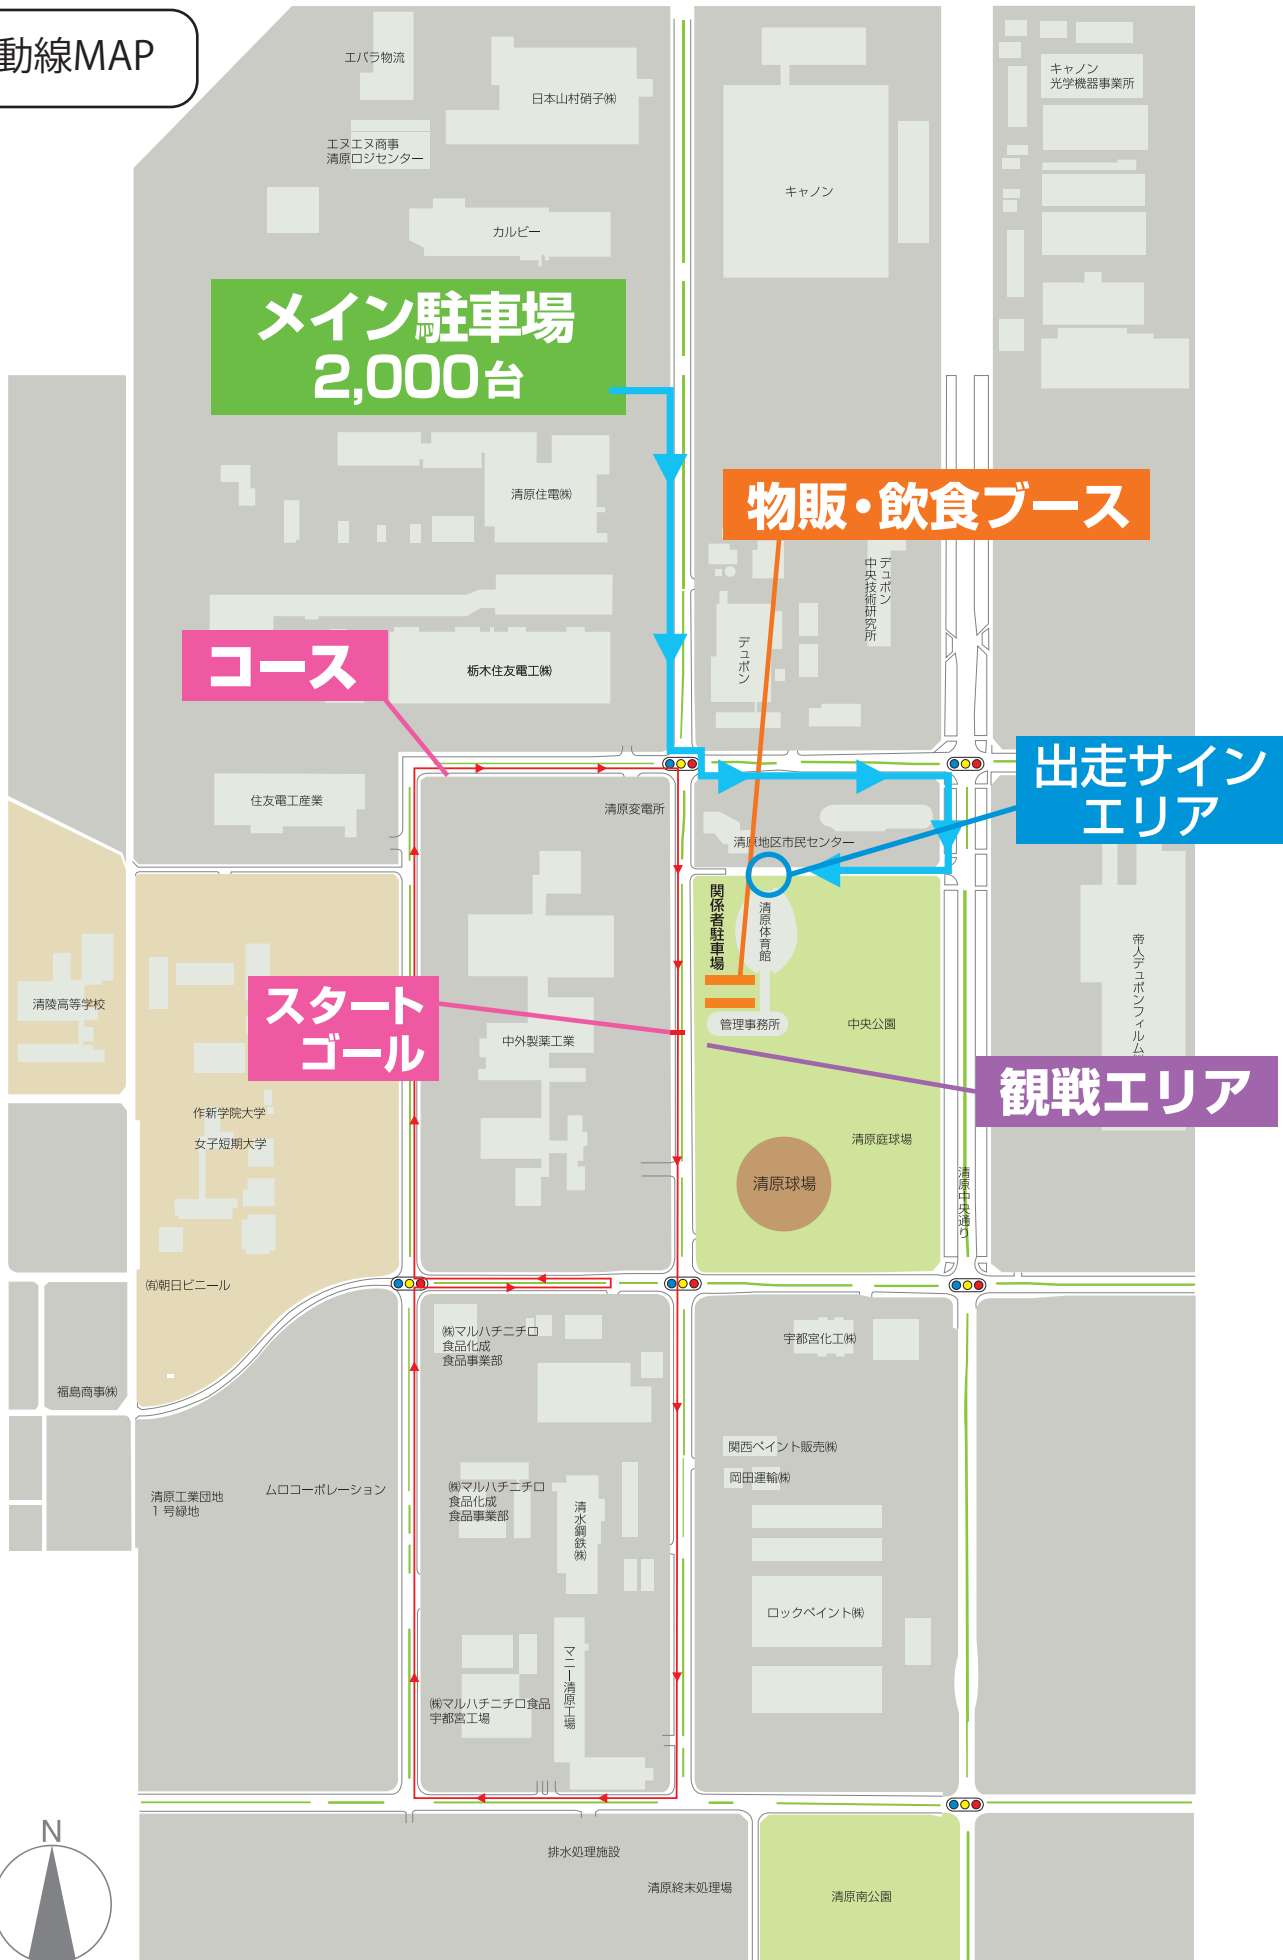 動線MAP
エバラ物流
日本山村硝子㈱
エヌエヌ商事
清原ロジセンター
カルビー
キャノン
キャノン
光学機器事業所
メイン駐車場
2,000台
清原住電㈱
物販・飲食ブース
デュポン
中央技術研究所
デュポン
コース
栃木住友電工㈱
出走サイン
エリア
住友電工産業
清原変電所
清原地区市民センター
関係者駐車場
清原体育館
帝人デュポンフィルム
清陵高等学校
スタート
ゴール
中外製薬工業
管理事務所
中央公園
観戦エリア
作新学院大学
女子短期大学
清原庭球場
清原球場
清原中央通り
㈲朝日ビニール
㈱マルハチニチロ
食品化成
食品事業部
宇都宮化工㈱
福島商事㈱
関西ペイント販売㈱
岡田運輸㈱
清原工業団地
1号緑地
ムロコーポレーション
㈱マルハチニチロ
食品化成
食品事業部
清水鋼鉄㈱
ロックペイント㈱
マニー清原工場
㈱マルハチニチロ食品
宇都宮工場
N
排水処理施設
清原終末処理場
清原南公園